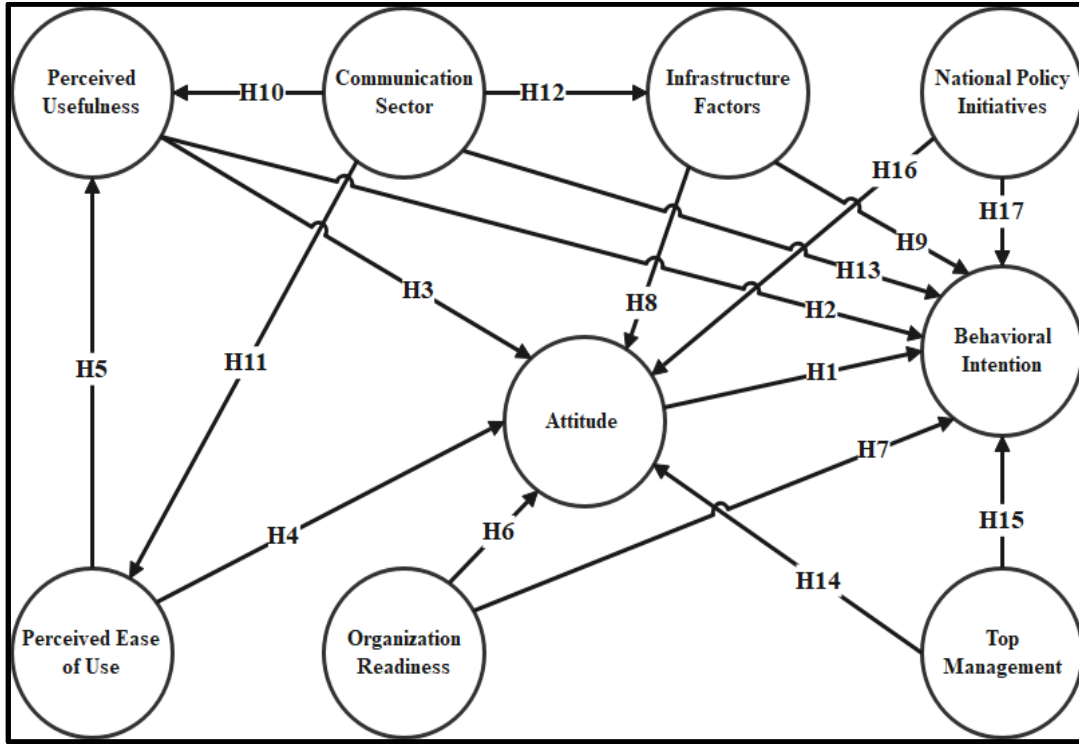 Perceived
Usefulness
H10
Communication
Sector
H12
Infrastructure
Factors
National Policy
Initiatives
H16
H17
H9
H13
H3
H8
H2
H11
H5
H1
Behavioral
Intention
Attitude
H7
H4
H6
H15
H14
Perceived Ease
of Use
Organization
Readiness
Top
Management